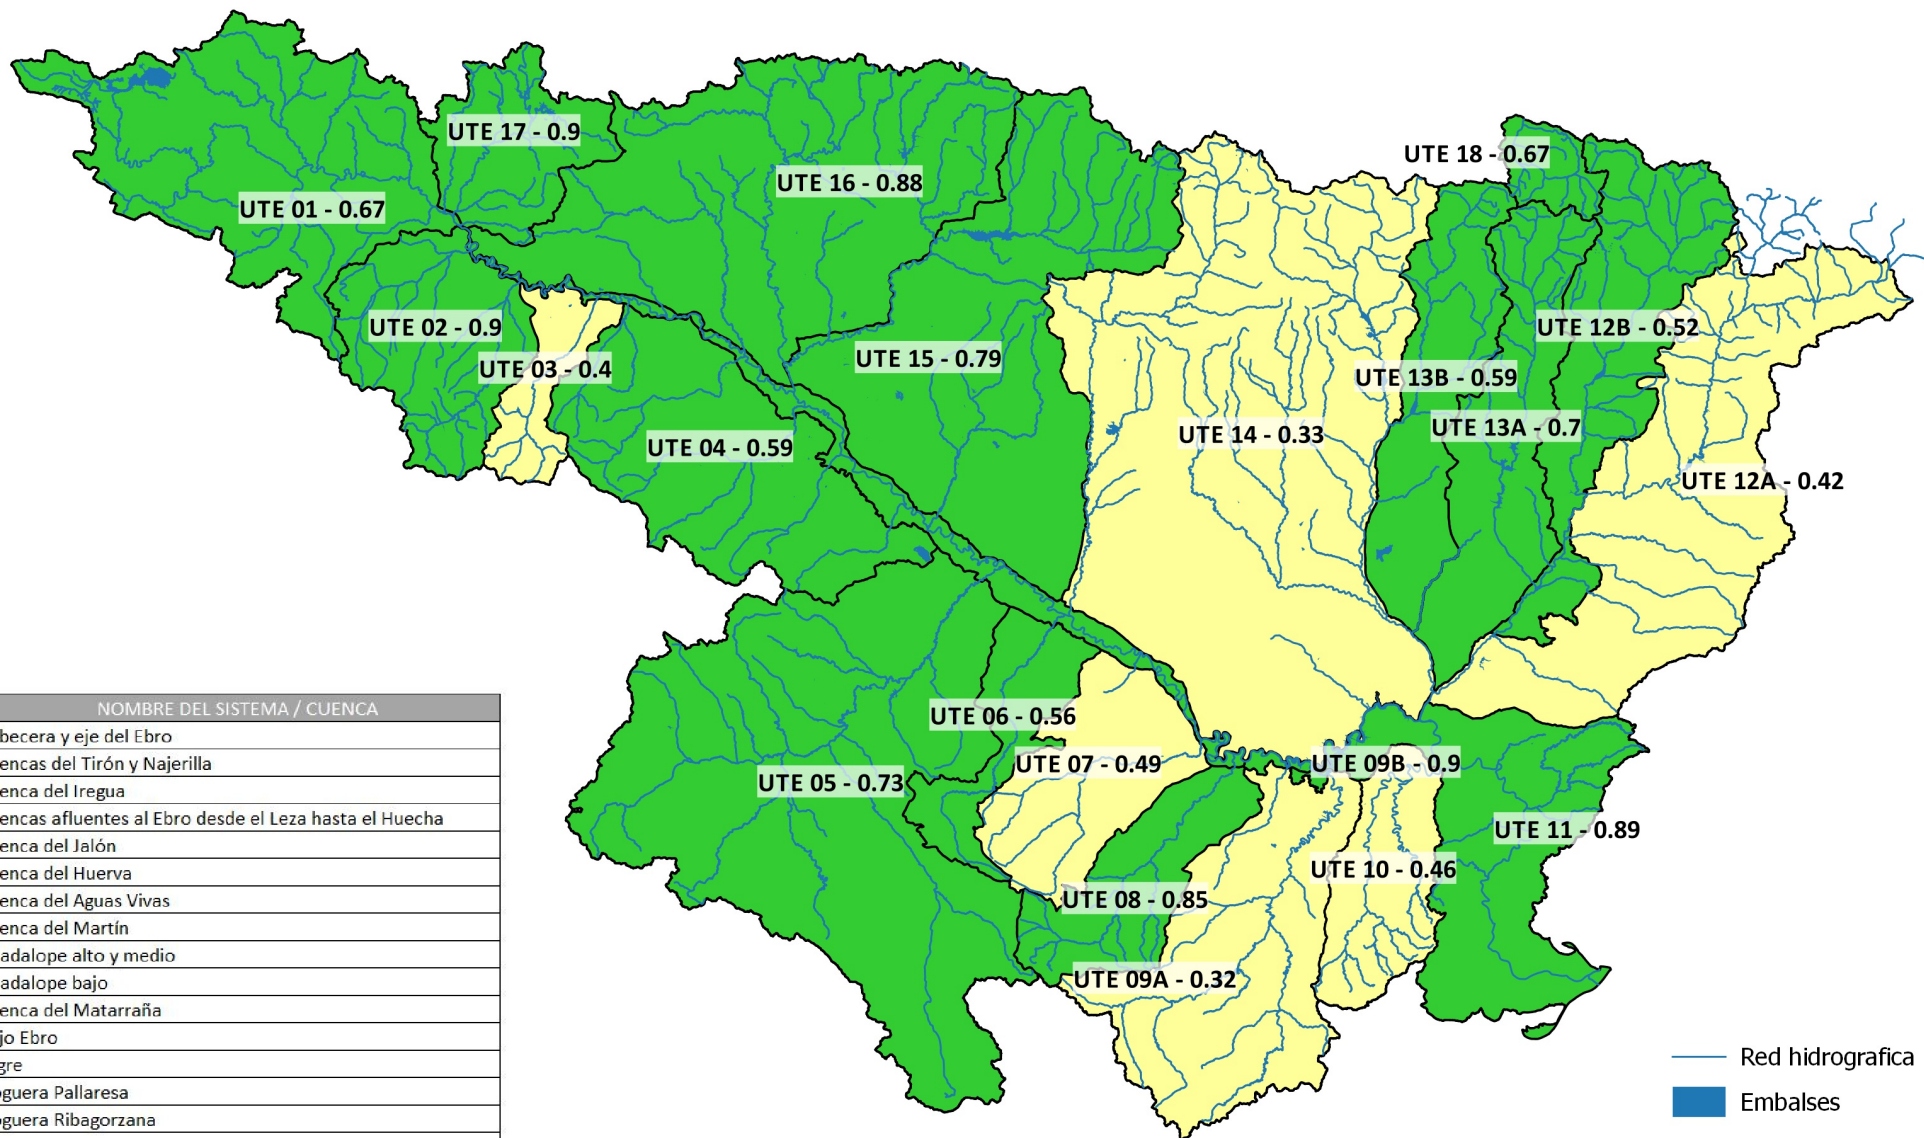 UTE 17 - 0.9
UTE 18 - 0.67
UTE 16 - 0.88
UTE 01 - 0.67
UTE 02 - 0.9
UTE 12B - 0.52
UTE 15 - 0.79
UTE 03 - 0.4
UTE 13B - 0.59
UTE 13A - 0.7
UTE 14 - 0.33
UTE 04 - 0.59
UTE 12A - 0.42
UTE 06 - 0.56
UTE 07 - 0.49
UTE 09B - 0.9
UTE 05 - 0.73
UTE 11 - 0.89
UTE 10 - 0.46
UTE 08 - 0.85
UTE 09A - 0.32
NOMBRE DEL SISTEMA / CUENCA
becera y eje del Ebro
encas del Tirón y Najerilla
enca del Iregua
encas afluentes al Ebro desde el Leza hasta el Huecha
enca del Jalón
enca del Huerva
enca del Aguas Vivas
enca del Martín
adalope alto y medio
adalope bajo
enca del Matarraña
jo Ebro
gre
oguera Pallaresa
oguera Ribagorzana
Red hidrografica
Embalses